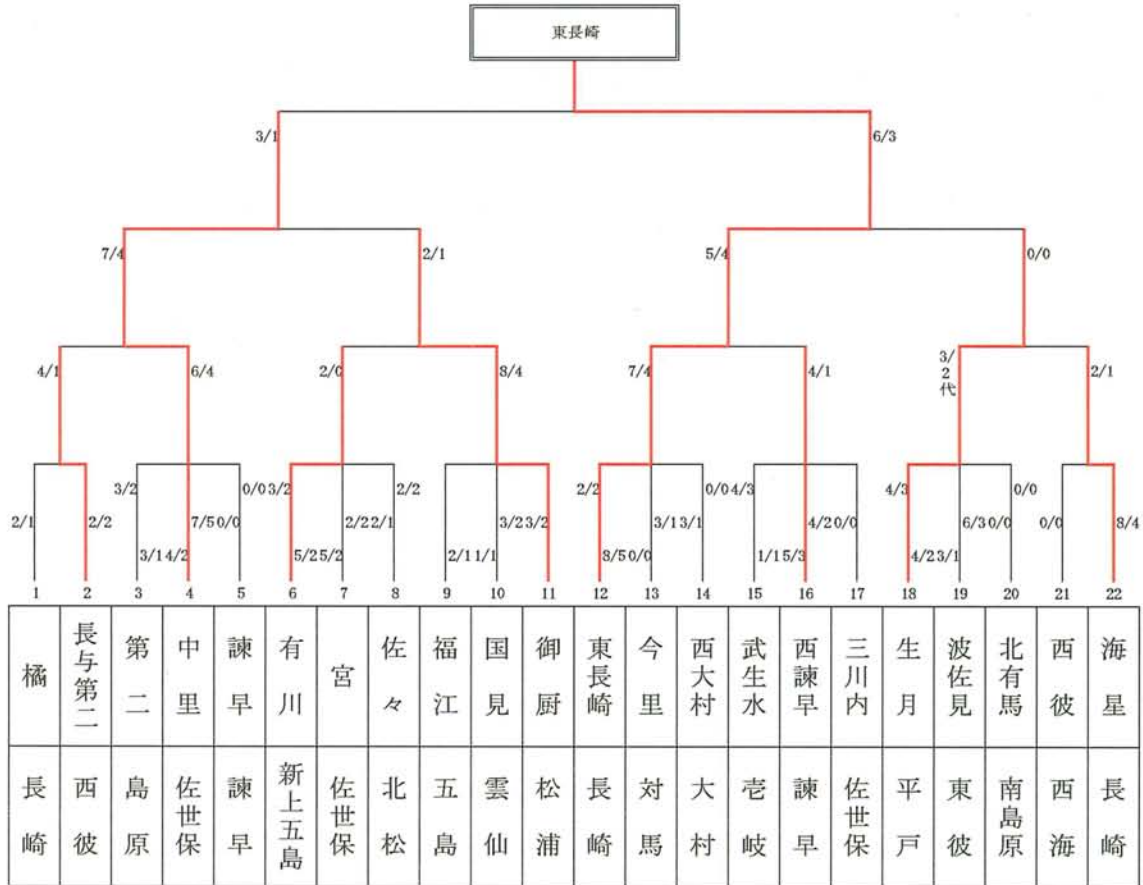 東長崎
3/1 6/3
7/4 2/1 5/4 0/0
4/1 6/4 2/0 8/4 7/4 4/1 3/2代 2/1
3/2 0/0 3/2 2/2 2/2 0/0 4/3 4/3 0/0
2/1 2/2 7/5 0/0 2/2 2/1 3/2 3/2 3/1 3/1 4/2 0/0 6/3 0/0 0/0 8/4
3/1 4/2 5/2 5/2 2/1 1/1 8/5 0/0 1/1 5/3 4/2 3/1
1 2 3 4 5 6 7 8 9 10 11 12 13 14 15 16 17 18 19 20 21 22
橘 長与第二 第二 中里 諫早 有川 宮 佐々 福江 国見 御厨 東長崎 今里 西大村 武生水 西諫早 三川内 生月 波佐見 北有馬 西彼 海星
長崎 西彼 島原 佐世保 諫早 新上五島 佐世保 北松 五島 雲仙 松浦 長崎 対馬 大村 壱岐 諫早 佐世保 平戸 東彼 南島原 西海 長崎